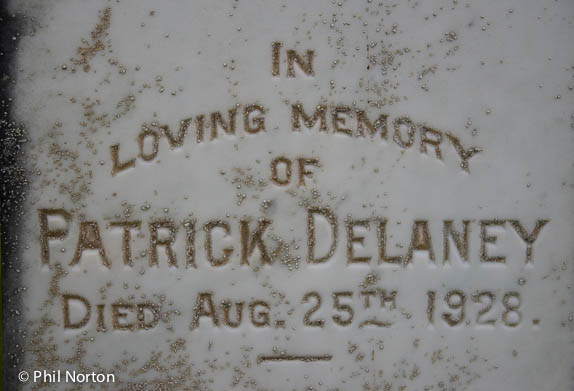 IN
LOVING MEMORY
OF
PATRICK DELANEY
DIED AUG. 25TH 1928.
© Phil Norton